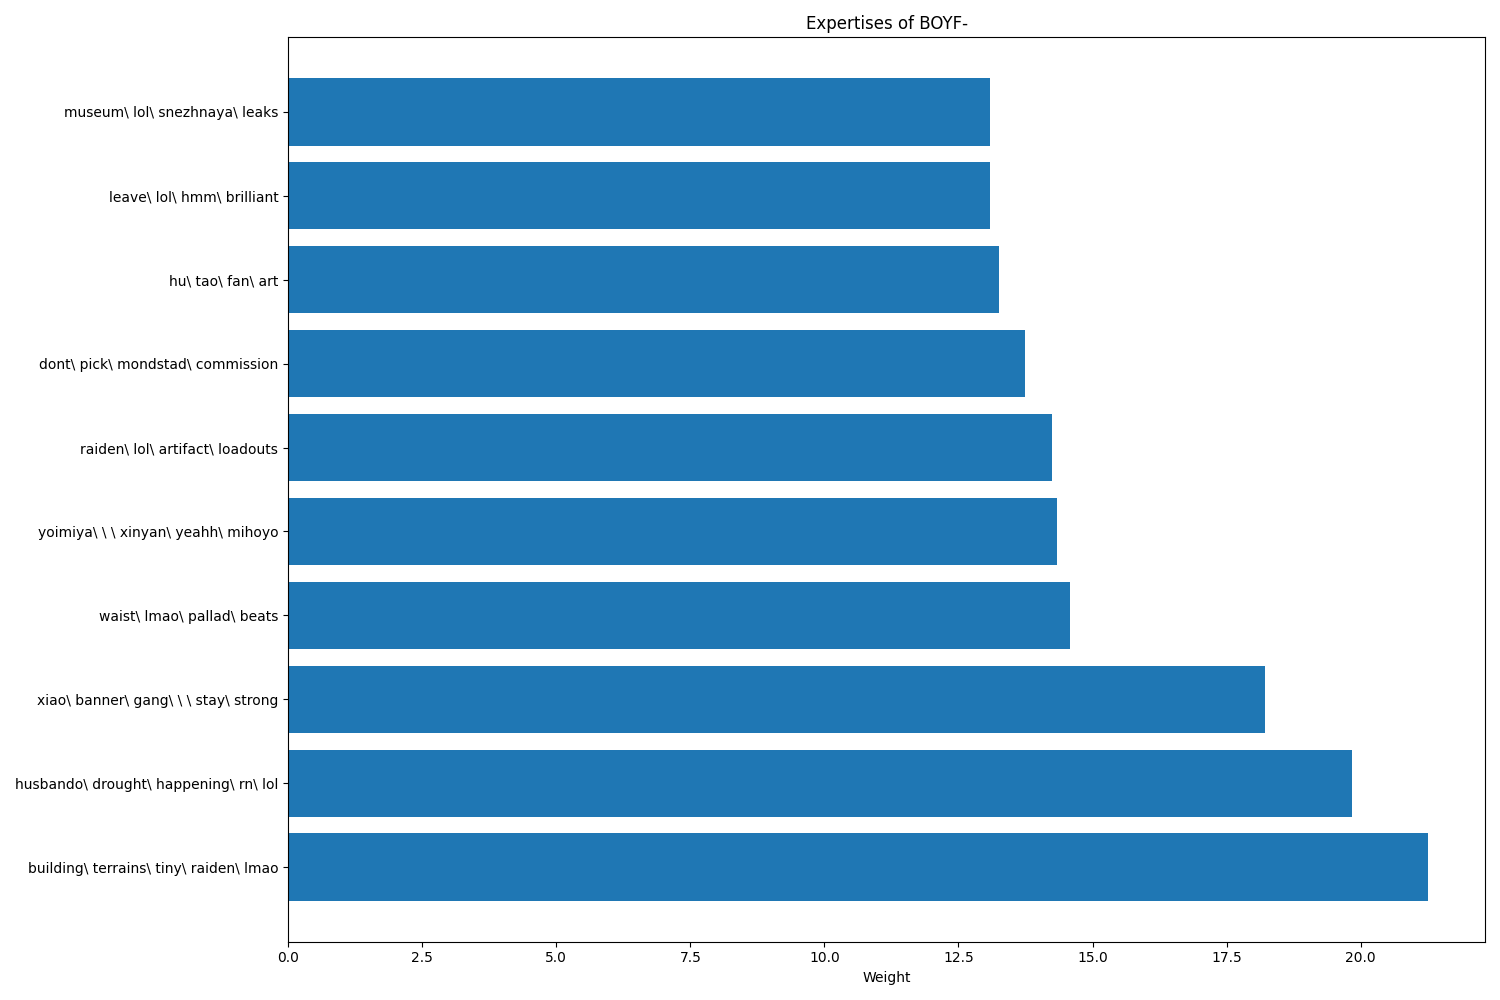 Expertises of BOYF-
museum\ lol\ snezhnaya\ leaks
leave\ lol\ hmm\ brilliant
hu\ tao\ fan\ art
dont\ pick\ mondstad\ commission
raiden\ lol\ artifact\ loadouts
yoimiya\ \ \ xinyan\ yeahh\ mihoyo
waist\ lmao\ pallad\ beats
xiao\ banner\ gang\ \ \ stay\ strong
husbando\ drought\ happening\ rn\ lol
building\ terrains\ tiny\ raiden\ lmao
0.0 2.5 5.0 7.5 10.0 12.5 15.0 17.5 20.0
Weight